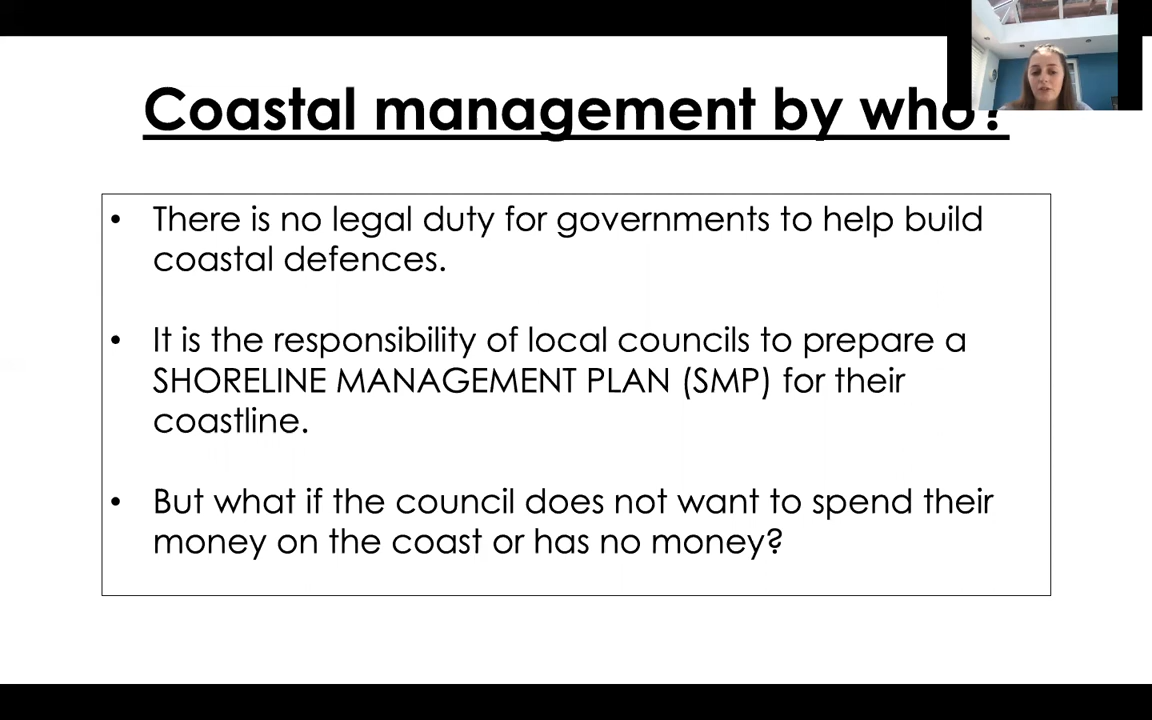 Coastal management by who?
• There is no legal duty for governments to help build
coastal defences.
• It is the responsibility of local councils to prepare a
SHORELINE MANAGEMENT PLAN (SMP) for their
coastline.
• But what if the council does not want to spend their
money on the coast or has no money?